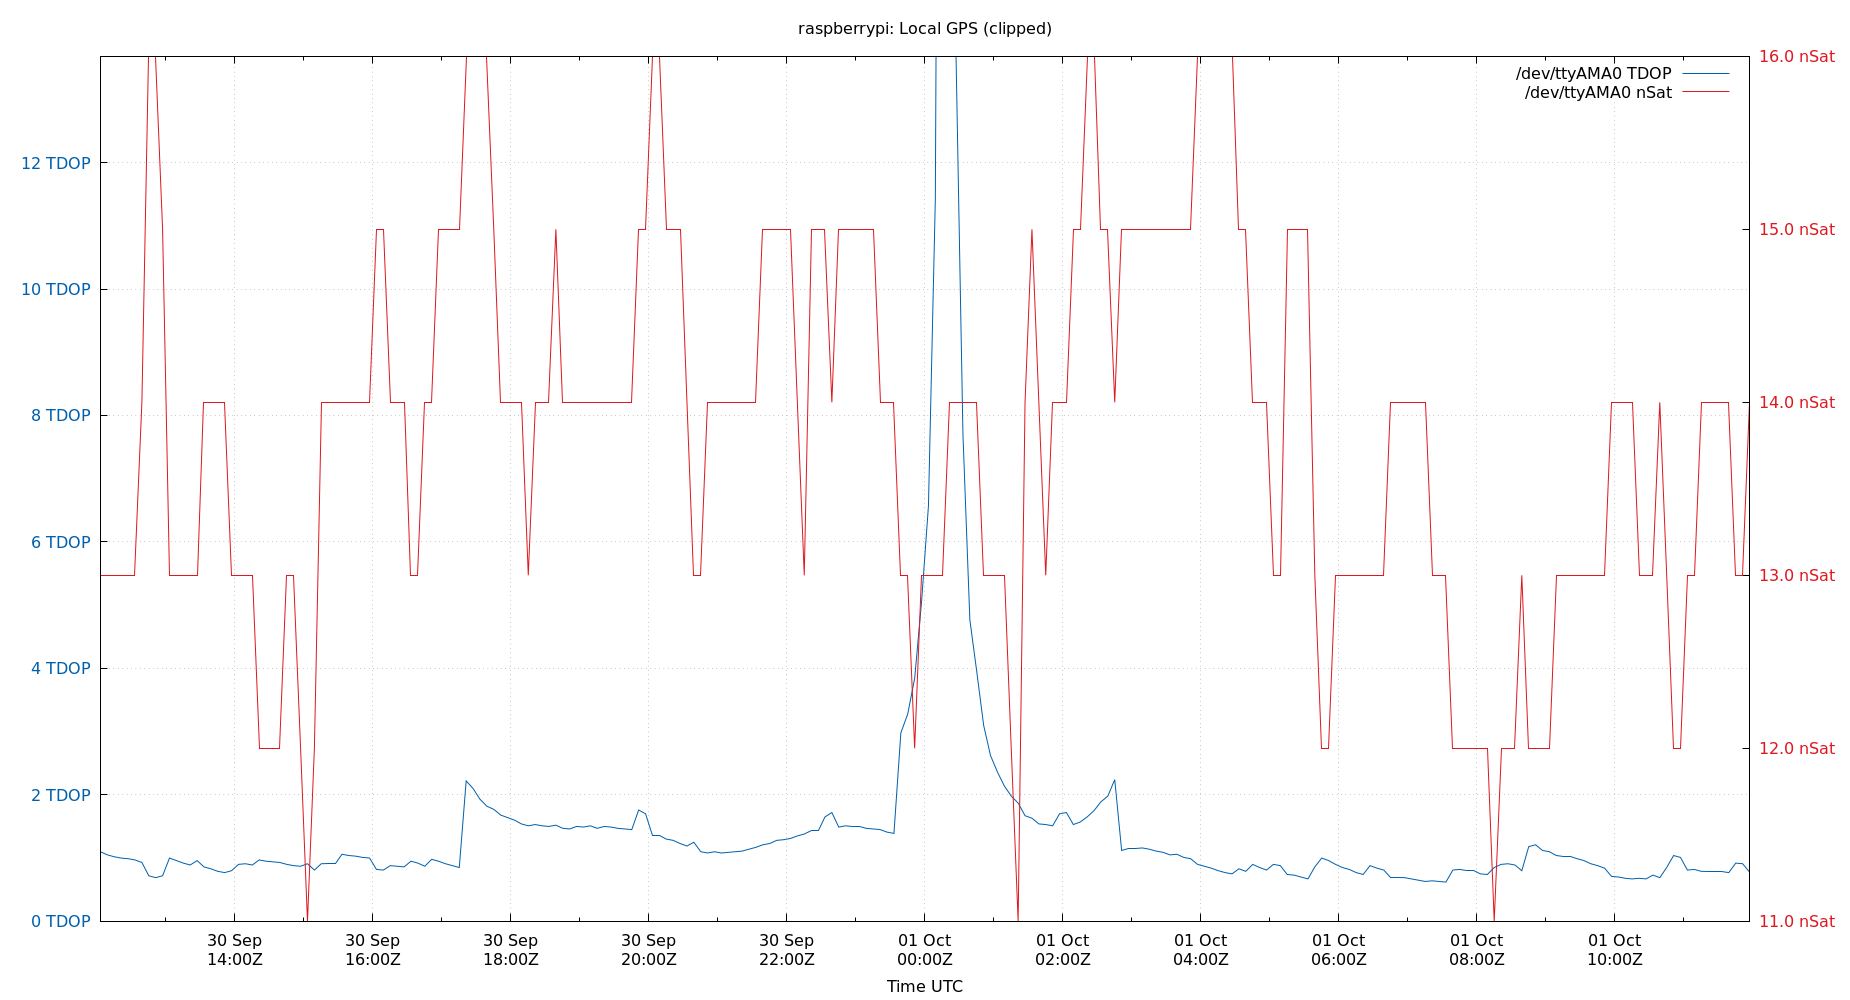 raspberrypi: Local GPS (clipped)
16.0 nSat
/dev/ttyAMA0 TDOP
/dev/ttyAMA0 nSat
12 TDOP
15.0 nSat
10 TDOP
8 TDOP
14.0 nSat
6 TDOP
13.0 nSat
4 TDOP
12.0 nSat
2 TDOP
0 TDOP
11.0 nSat
30 Sep 30 Sep 30 Sep 30 Sep 30 Sep 01 Oct 01 Oct 01 Oct 01 Oct 01 Oct 01 Oct
14:00Z 16:00Z 18:00Z 20:00Z 22:00Z 00:00Z 02:00Z 04:00Z 06:00Z 08:00Z 10:00Z
Time UTC